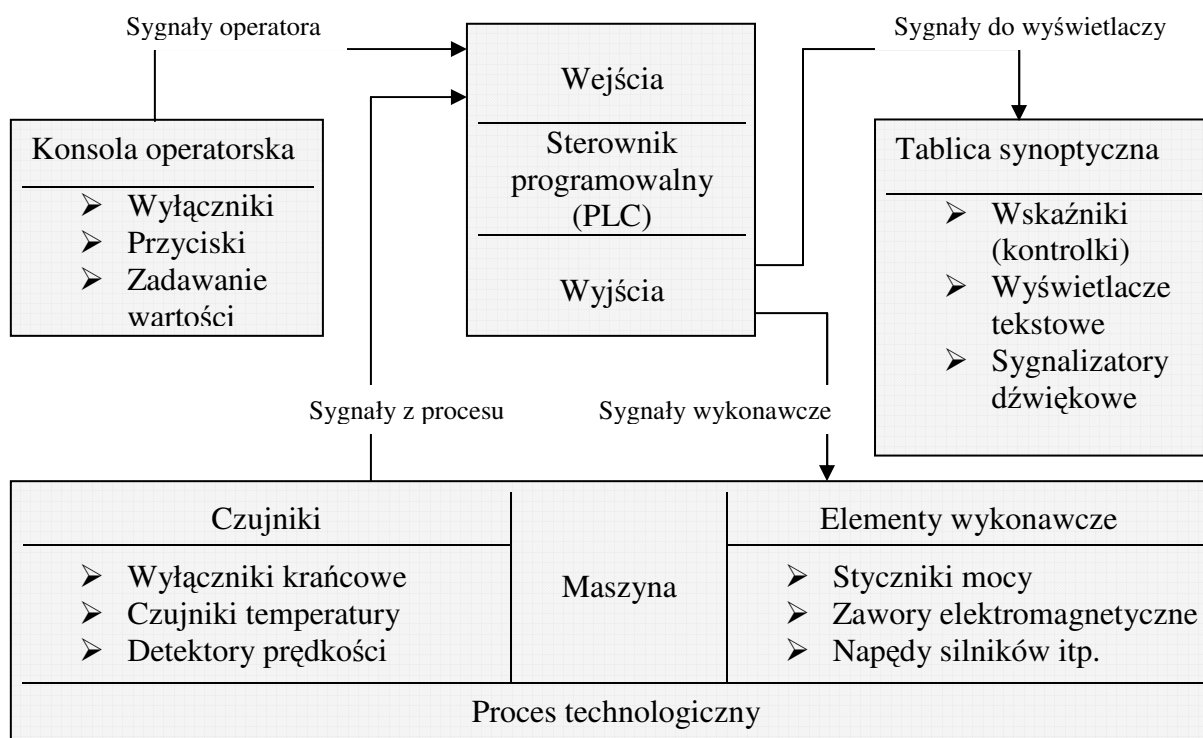 Sygnały operatora
Sygnały do wyświetlaczy
Wejścia
Sterownik
programowalny
(PLC)
Wyjścia
Konsola operatorska
➢ Wyłączniki
➢ Przyciski
➢ Zadawanie
wartości
Tablica synoptyczna
➢ Wskaźniki
(kontrolki)
➢ Wyświetlacze
tekstowe
➢ Sygnalizatory
dźwiękowe
Sygnały z procesu
Sygnały wykonawcze
Czujniki
➢ Wyłączniki krańcowe
➢ Czujniki temperatury
➢ Detektory prędkości
Maszyna
Elementy wykonawcze
➢ Styczniki mocy
➢ Zawory elektromagnetyczne
➢ Napędy silników itp.
Proces technologiczny